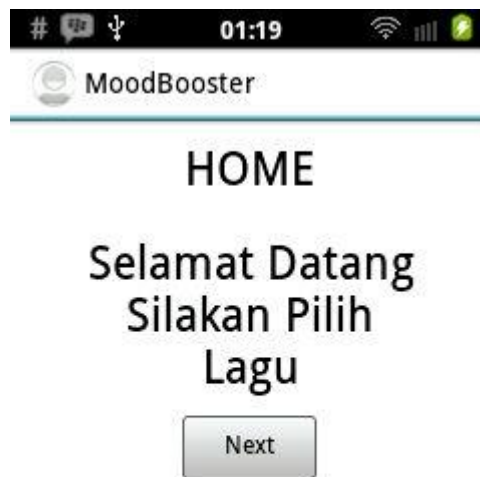 # 01:19
MoodBooster
HOME
Selamat Datang
Silakan Pilih
Lagu
Next